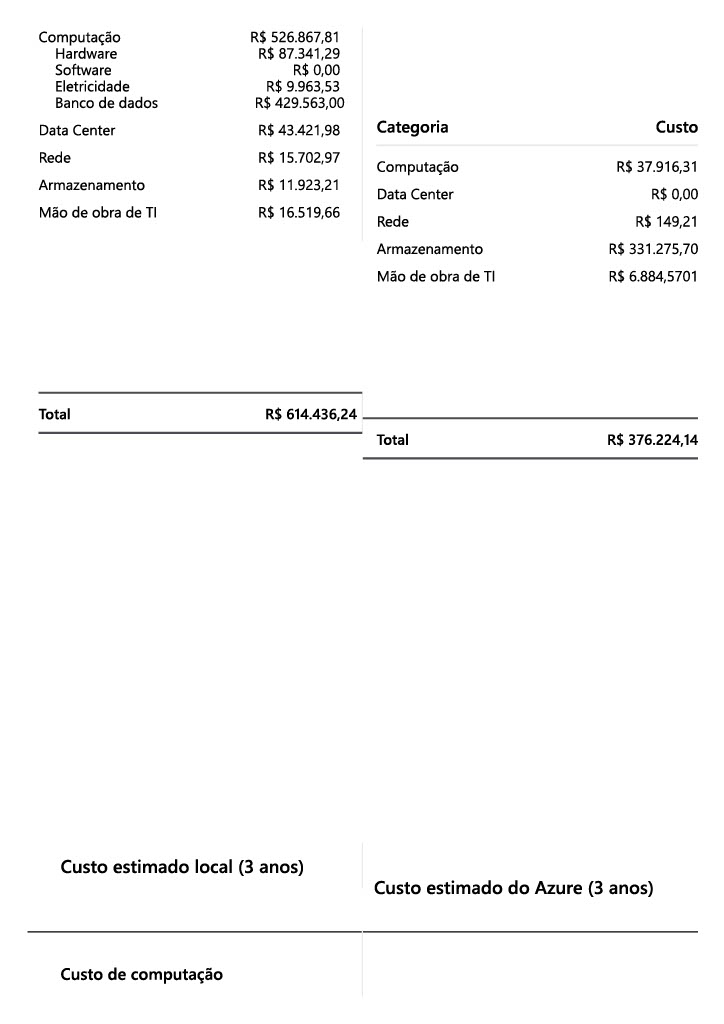 Computação R$ 526.867,81
Hardware R$ 87.341,29
Software R$ 0,00
Eletricidade R$ 9.963,53
Banco de dados R$ 429.563,00
Data Center R$ 43.421,98
Rede R$ 15.702,97
Armazenamento R$ 11.923,21
Mão de obra de TI R$ 16.519,66
Total R$ 614.436,24
Categoria Custo
Computação R$ 37.916,31
Data Center R$ 0,00
Rede R$ 149,21
Armazenamento R$ 331.275,70
Mão de obra de TI R$ 6.884,5701
Total R$ 376.224,14
Custo estimado local (3 anos)
Custo estimado do Azure (3 anos)
Custo de computação